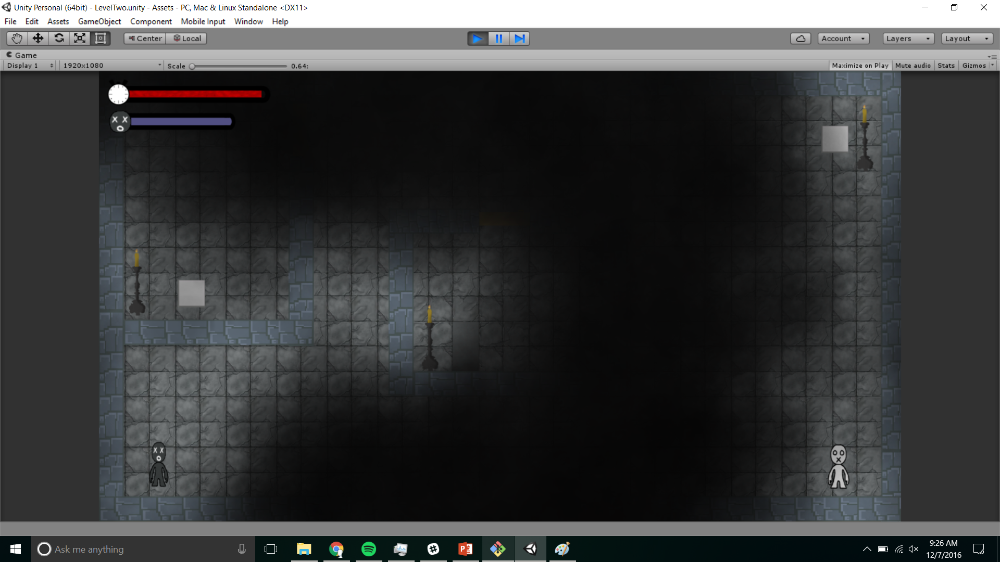 Unity Personal (64bit) - LevelTwo.unity - Assets - PC, Mac & Linux Standalone <DX11>
File Edit Assets GameObject Component Mobile Input Window Help
Center Local Account Layers Layout
Game
Display 1 1920x1080 Scale 0.64: Maximize on Play Mute audio Stats Gizmos
Ask me anything
9:26 AM
12/7/2016